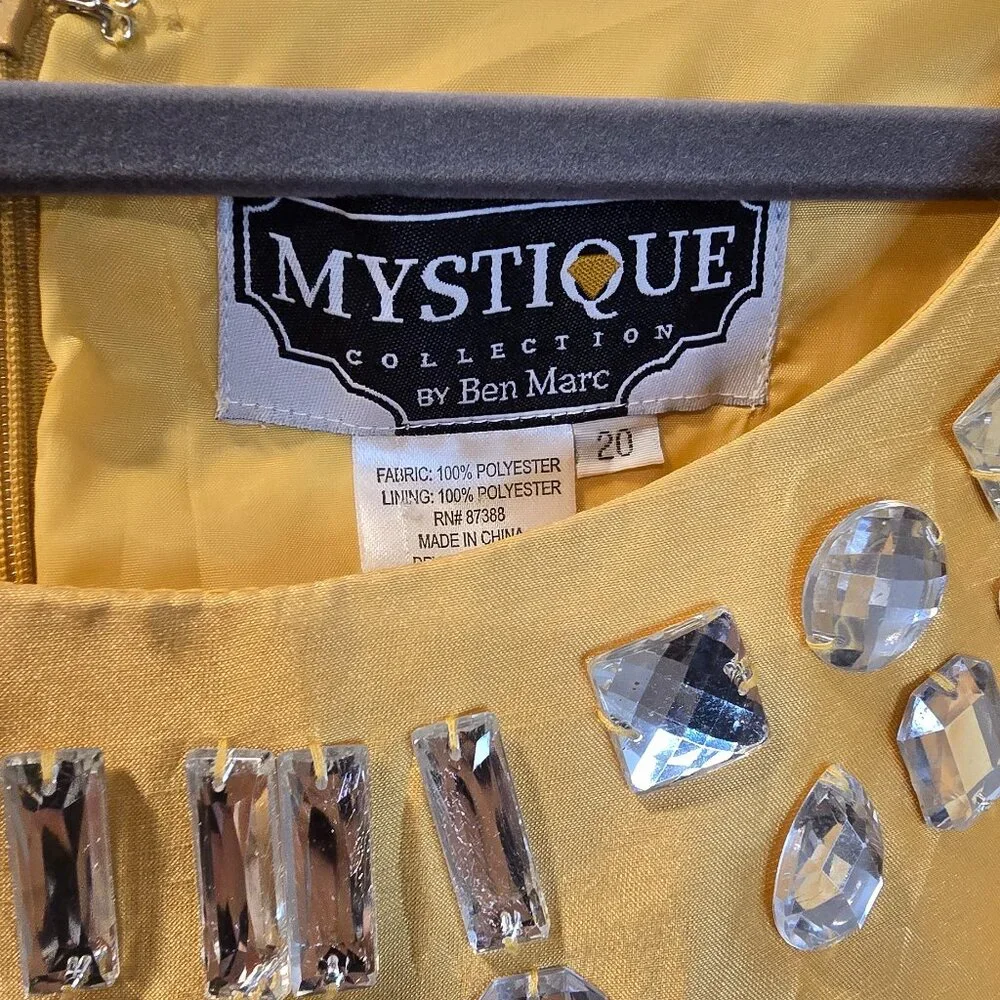 MYSTIQUE
COLLECTION
BY Ben Marc
20
FABRIC: 100% POLYESTER
LINING: 100% POLYESTER
RN# 87388
MADE IN CHINA